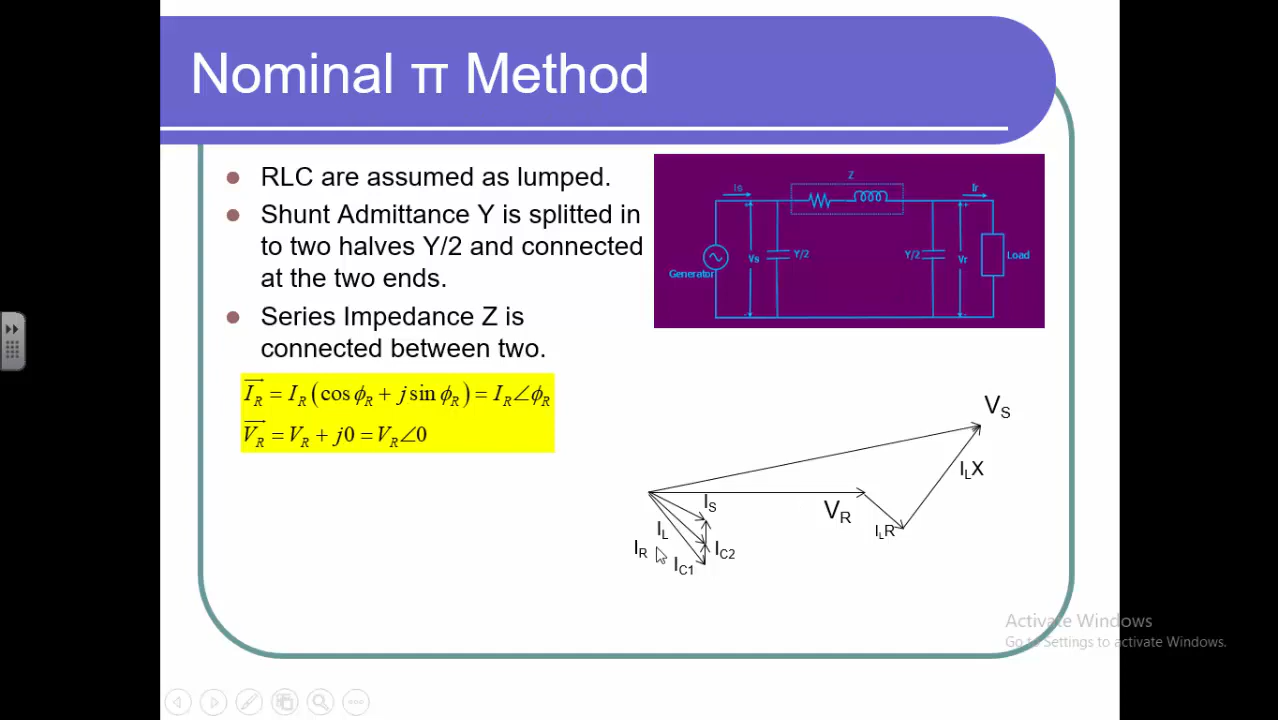 Nominal π Method
RLC are assumed as lumped.
Shunt Admittance Y is splitted in
to two halves Y/2 and connected
at the two ends.
Series Impedance Z is
connected between two.
I_R = I_R (cos ϕ_R + j sin ϕ_R) = I_R∠ϕ_R
V_R = V_R + j0 = V_R∠0
Z
Is
Ir
Y/2
Y/2
Vs
Vr
Generator
Load
V_S
I_LX
I_S
V_R
I_LR
I_L
I_R
I_C2
I_C1
Activate Windows
Go to Settings to activate Windows.